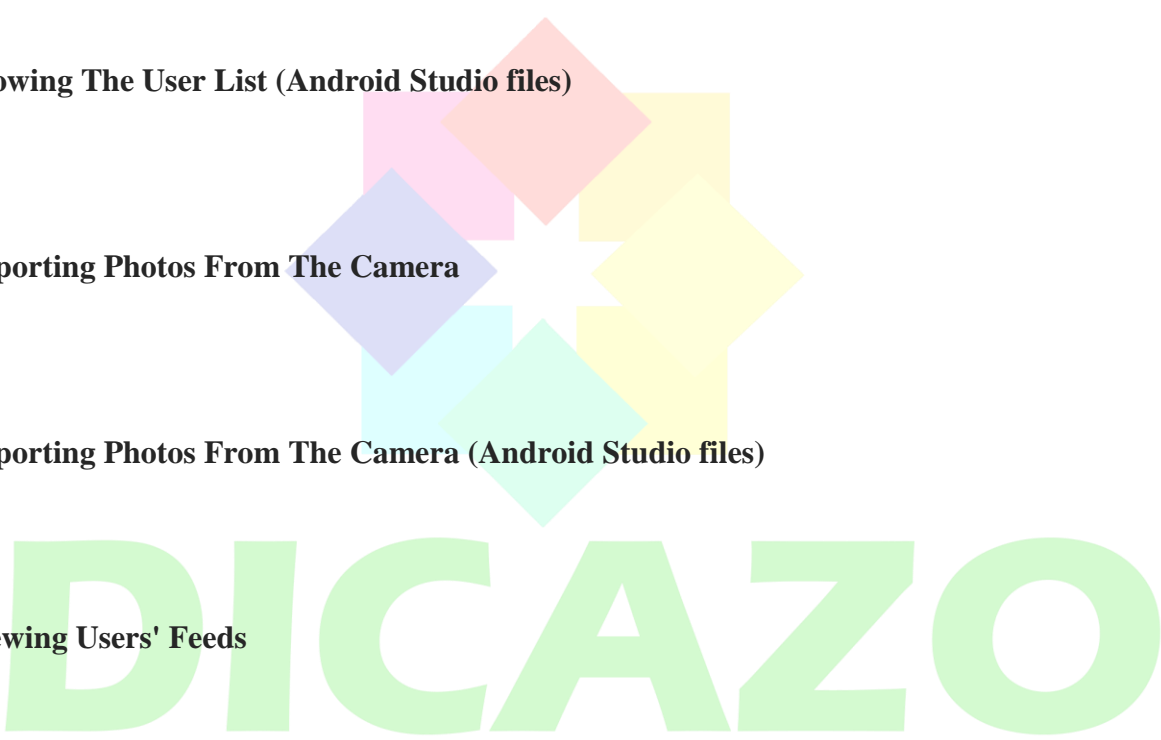 owing The User List (Android Studio files)
porting Photos From The Camera
porting Photos From The Camera (Android Studio files)
ewing Users' Feeds
DICAZO